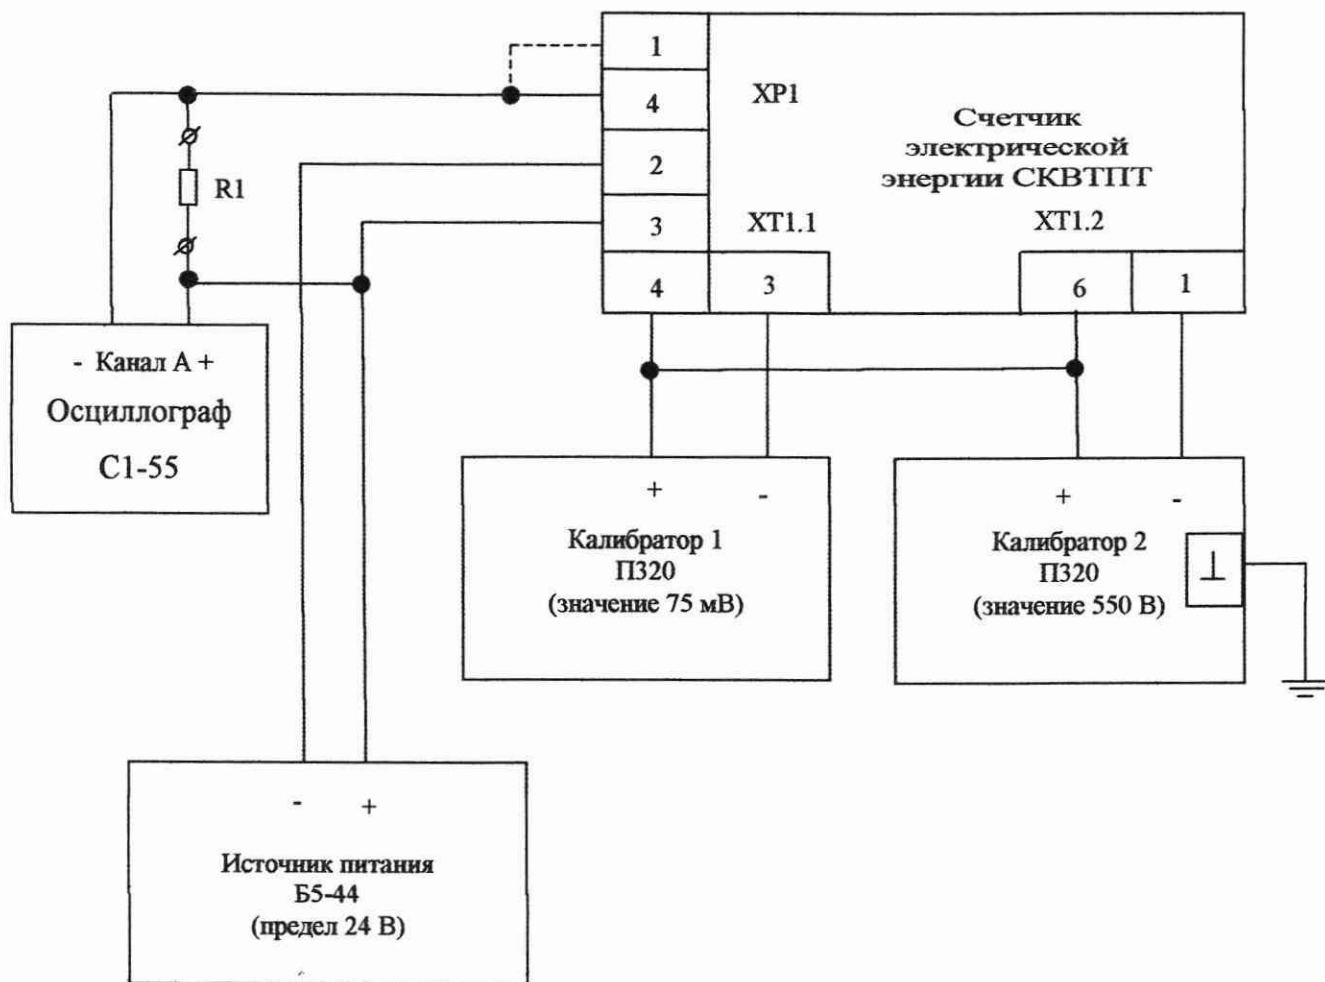 1
4
2
3
4
3
6
1
XP1
Счетчик
электрической
энергии СКВТПТ
XT1.1
XT1.2
R1
- Канал А +
Осциллограф
С1-55
+ -
Калибратор 1
П320
(значение 75 мВ)
+ -
Калибратор 2
П320
(значение 550 В)
- +
Источник питания
Б5-44
(предел 24 В)